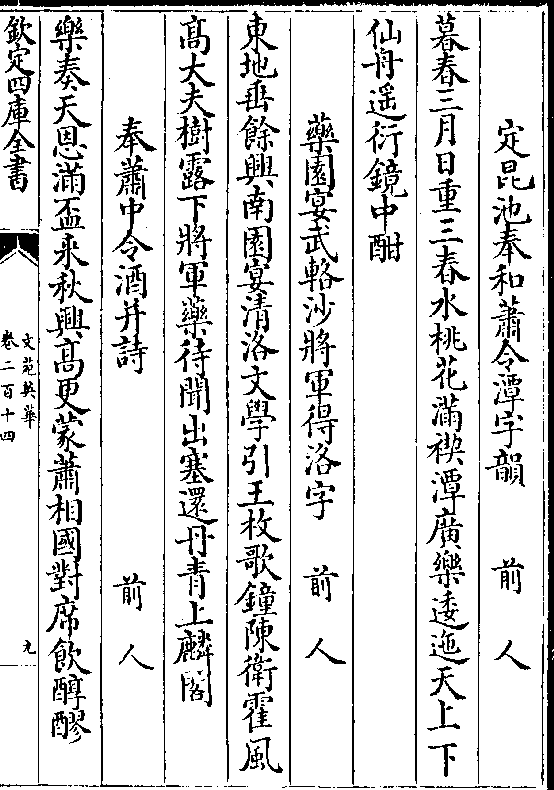 定昆池奉和蕭令潭字韻 前人
暮春三月日重三春水桃花滿禊潭廣樂逶迤天上下
仙舟遥衍鏡中酣
藥園宴武輅沙將軍得洛字 前人
東地垂餘興南園宴清洛文學引王枚歌鐘陳衛霍風
高大夫樹露下將軍藥待聞出塞還丹青上麟閣
奉蕭中令酒并詩 前人
樂奏天恩滿盃來秋興高更蒙蕭相國對席飲醇醪
欽定四庫全書
文苑英華
卷二百十四
九